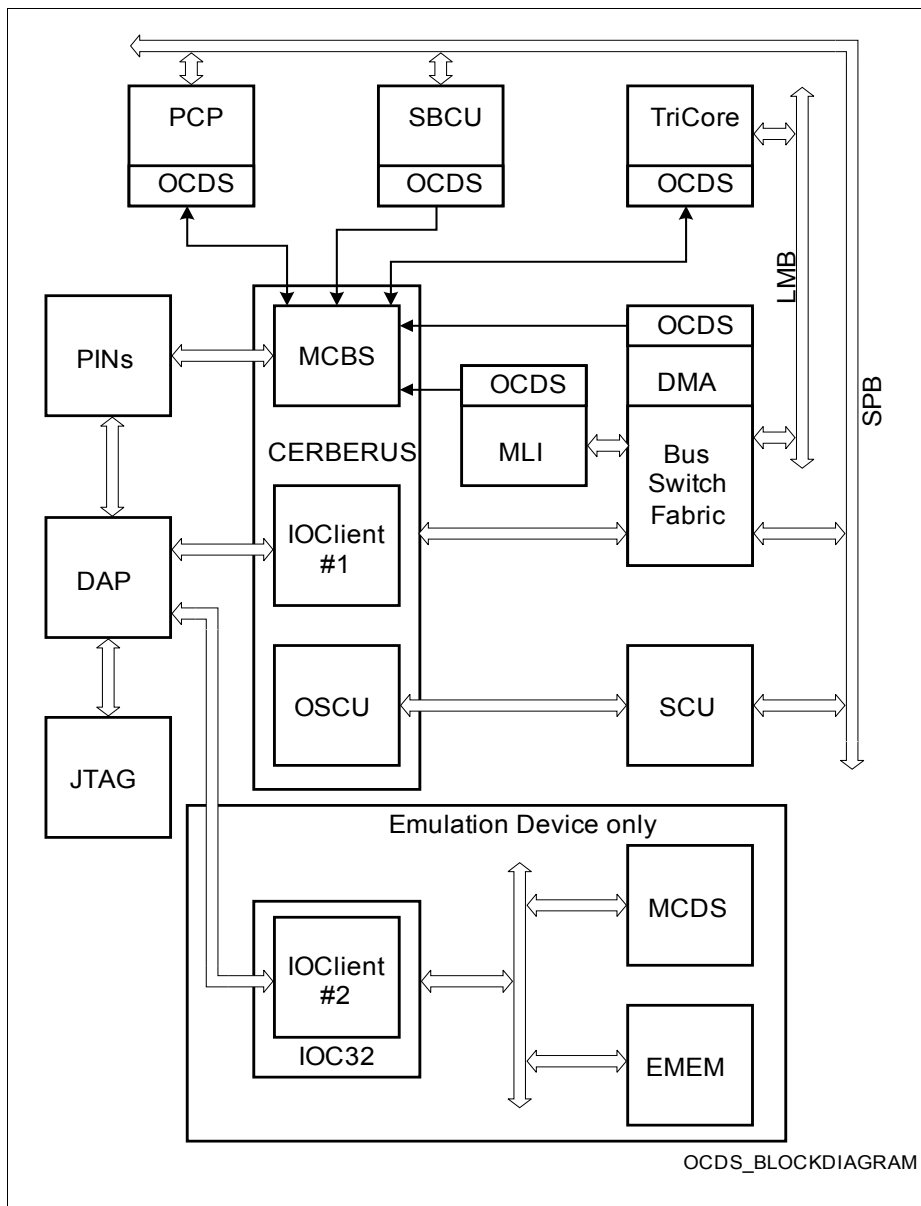 PCP
OCDS
SBCU
OCDS
TriCore
OCDS
LMB
SPB
PINs
MCBS
OCDS
DMA
OCDS
MLI
CERBERUS
Bus
Switch
Fabric
IOClient
#1
DAP
OSCU
SCU
JTAG
Emulation Device only
MCDS
IOClient
#2
IOC32
EMEM
OCDS_BLOCKDIAGRAM